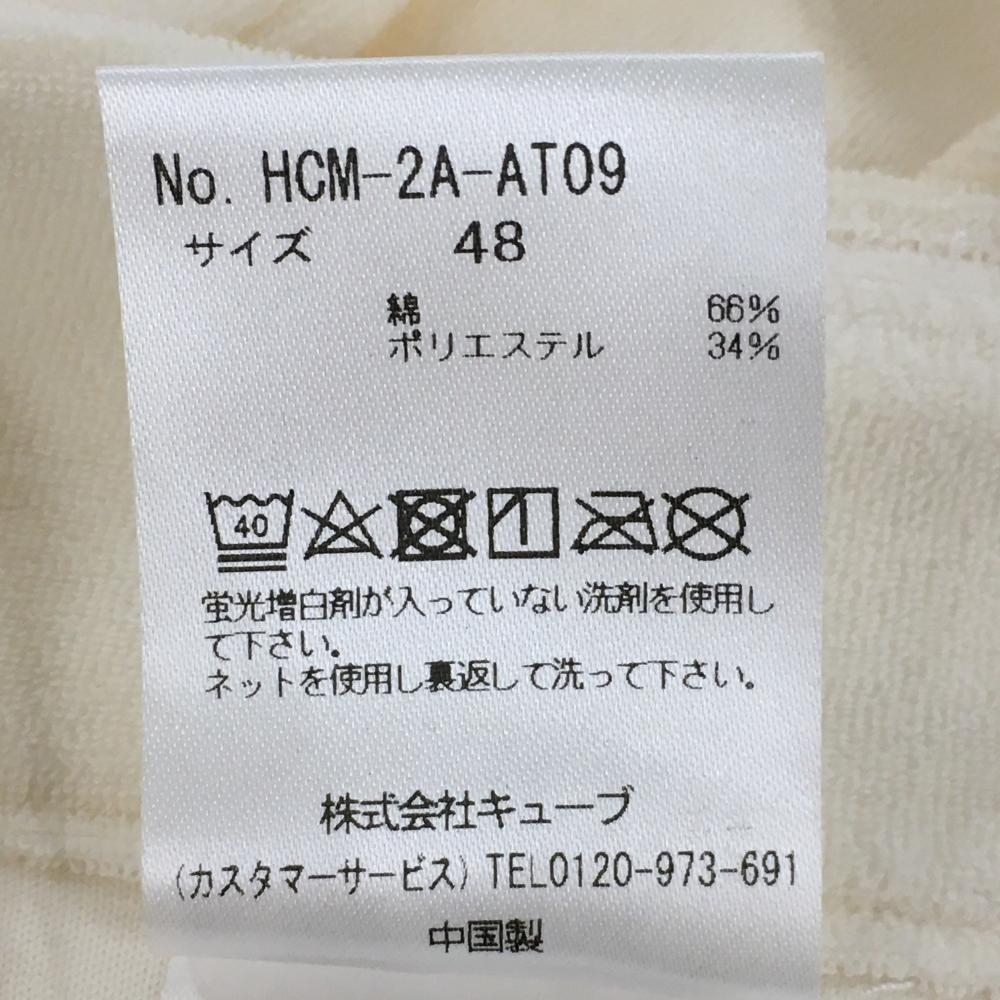 No. HCM-2A-AT09
サイズ 48
綿 66%
ポリエステル 34%
40
蛍光増白剤が入っていない洗剤を使用し
て下さい。
ネットを使用し裏返して洗って下さい。
株式会社キューブ
(カスタマーサービス) TEL0120-973-691
中国製